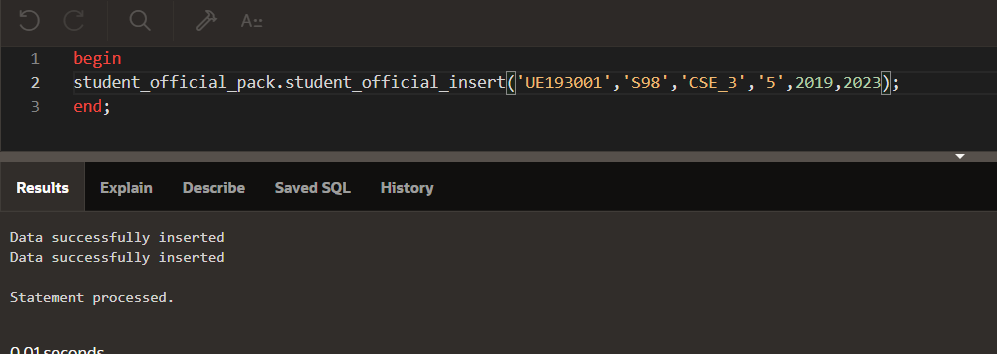 A::
1 begin
2 student_official_pack.student_official_insert('UE193001','S98','CSE_3','5',2019,2023);
3 end;
Results Explain Describe Saved SQL History
Data successfully inserted
Data successfully inserted
Statement processed.
0.01 seconds